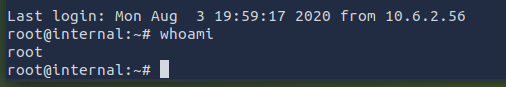 Last login: Mon Aug  3 19:59:17 2020 from 10.6.2.56
root@internal:~# whoami
root
root@internal:~#